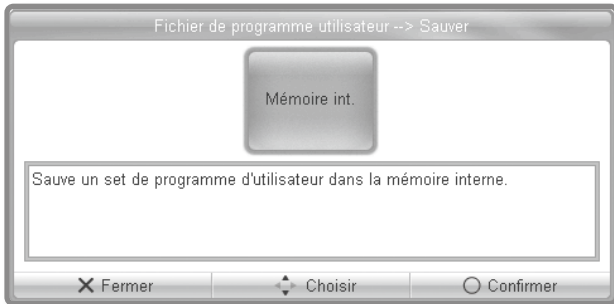 Fichier de programme utilisateur --> Sauver
Mémoire int.
Sauve un set de programme d'utilisateur dans la mémoire interne.
Fermer
Choisir
Confirmer